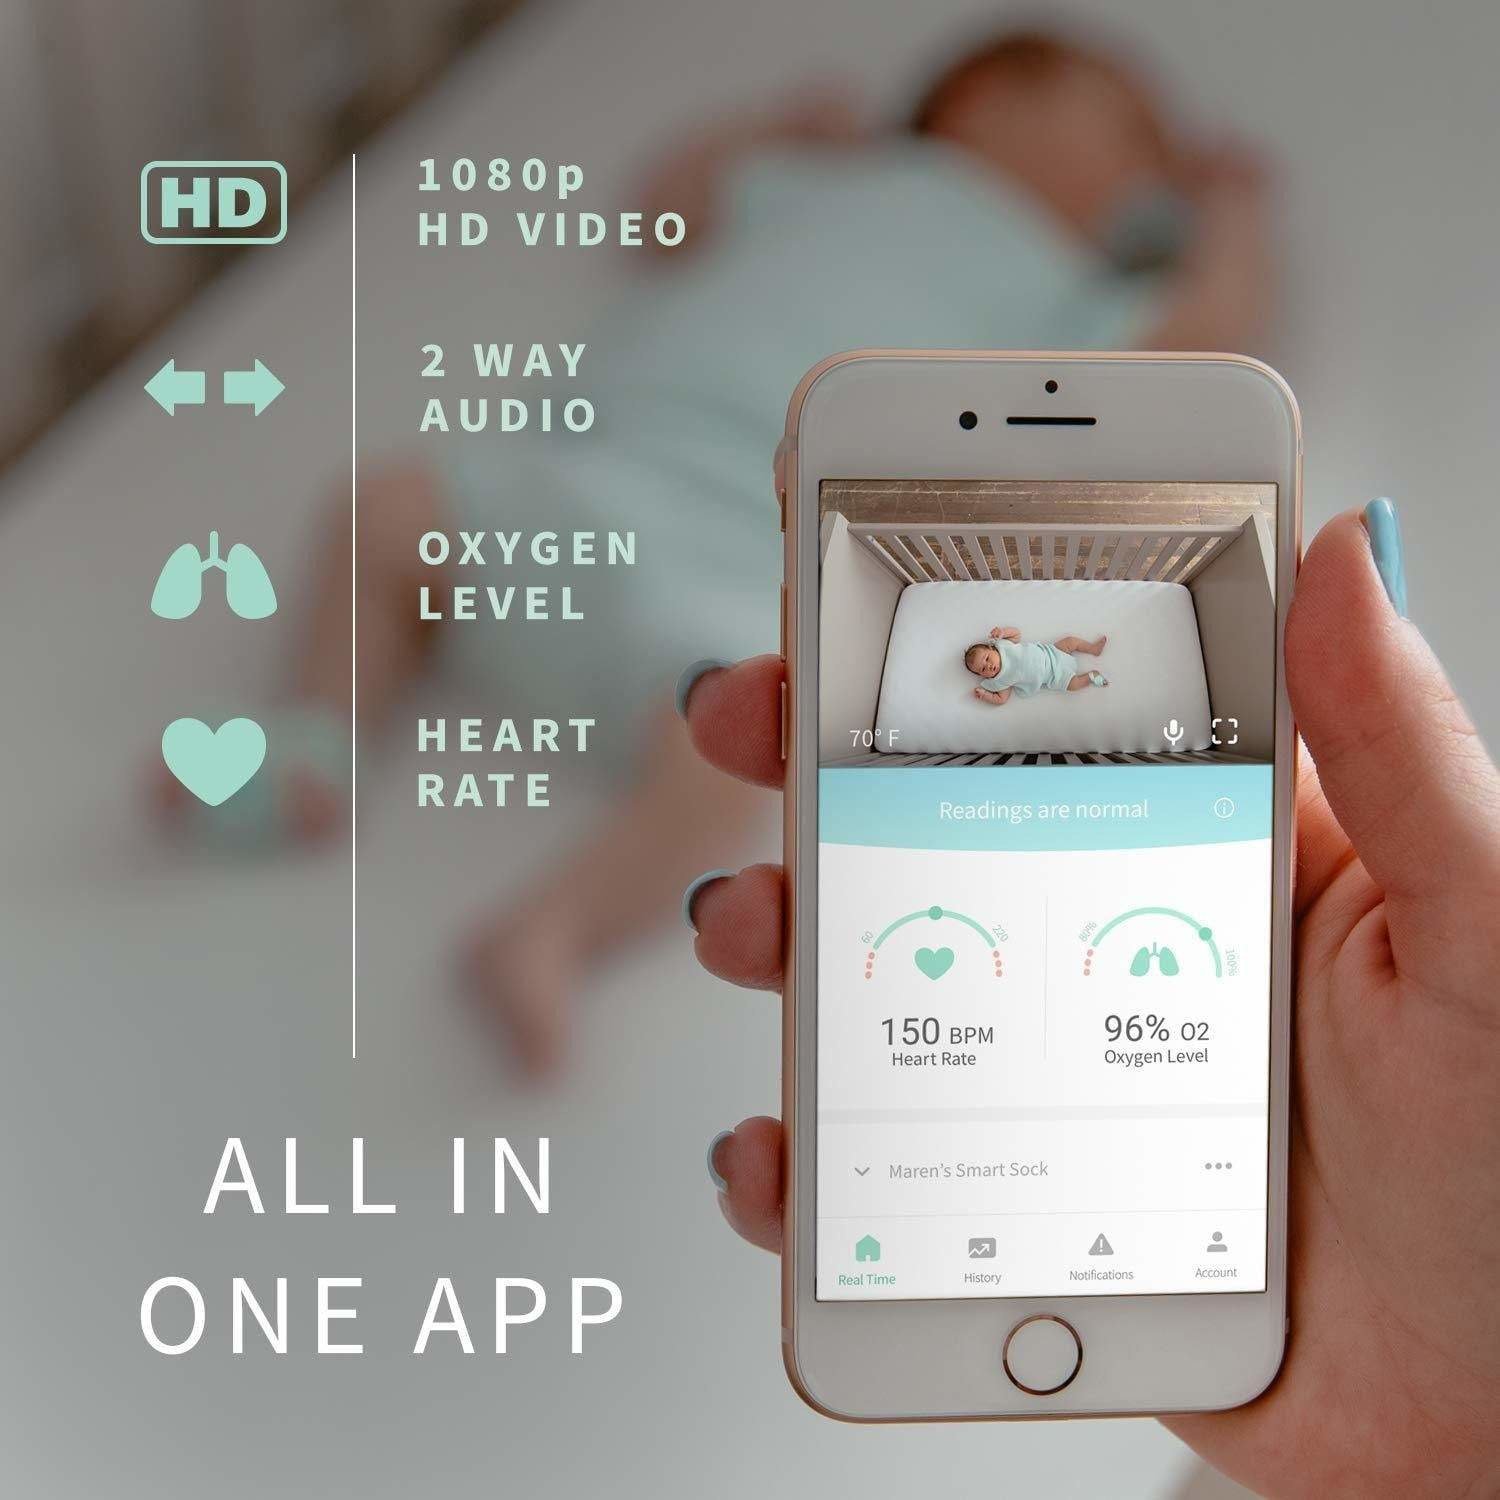 HD
1080p
HD VIDEO
2 WAY
AUDIO
OXYGEN
LEVEL
HEART
RATE
ALL IN
ONE APP
70° F
Readings are normal
60
220
150 BPM
Heart Rate
80%
100%
96% O2
Oxygen Level
Maren's Smart Sock
Real Time
History
Notifications
Account